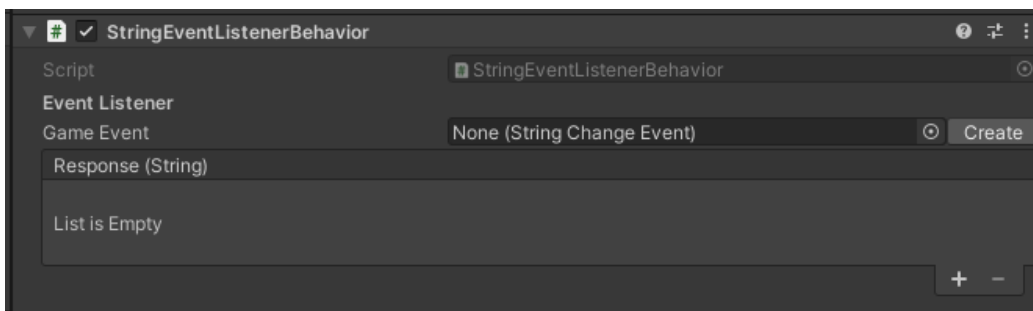 StringEventListenerBehavior
Script StringEventListenerBehavior
Event Listener
Game Event None (String Change Event) Create
Response (String)
List is Empty